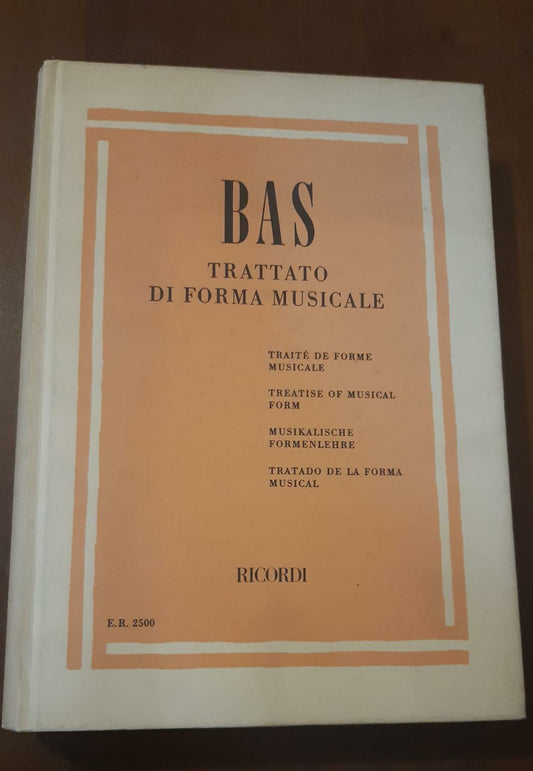 BAS
TRATTATO
DI FORMA MUSICALE
TRAITÉ DE FORME
MUSICALE
TREATISE OF MUSICAL
FORM
MUSIKALISCHE
FORMENLEHRE
TRATADO DE LA FORMA
MUSICAL
RICORDI
E.R. 2500